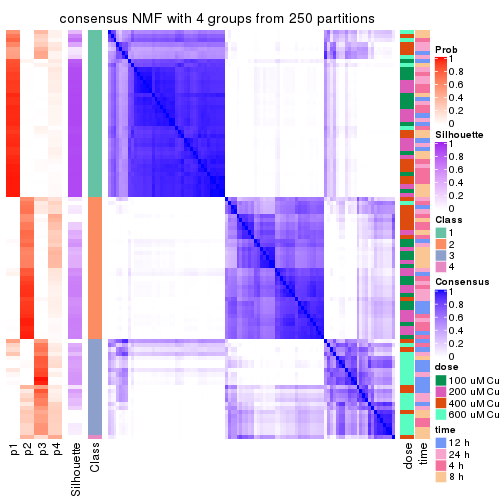 consensus NMF with 4 groups from 250 partitions
Prob
1
0.8
0.6
0.4
0.2
0
Silhouette
1
0.8
0.6
0.4
0.2
0
Class
1
2
3
4
Consensus
1
0.8
0.6
0.4
0.2
0
dose
100 uM Cu
200 uM Cu
400 uM Cu
600 uM Cu
time
12 h
24 h
4 h
8 h
p1
p2
p3
p4
Silhouette
Class
dose
time